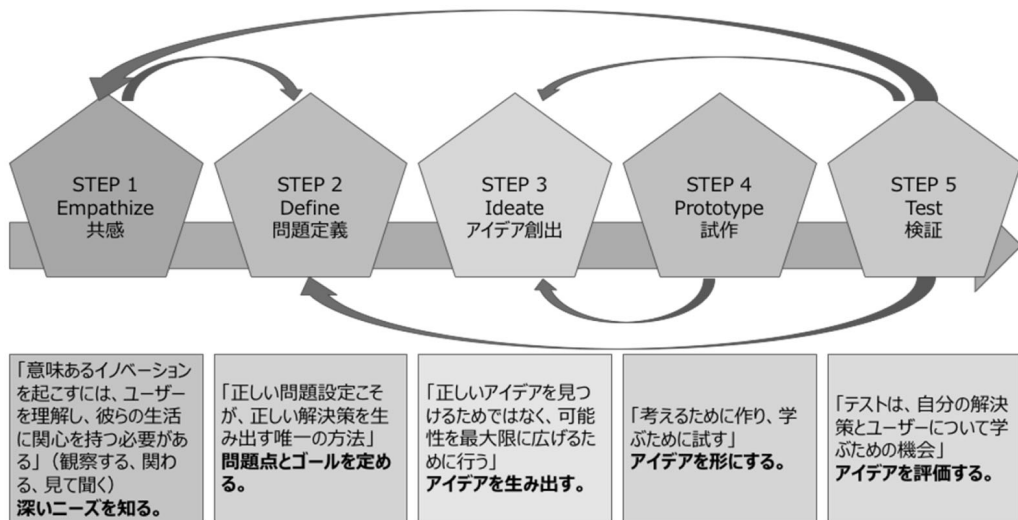 STEP 1
Empathize
共感
STEP 2
Define
問題定義
STEP 3
Ideate
アイデア創出
STEP 4
Prototype
試作
STEP 5
Test
検証
「意味あるイノベーション
を起こすには、ユーザー
を理解し、彼らの生活
に関心を持つ必要があ
る」（観察する、関わ
る、見て聞く）
深いニーズを知る。
「正しい問題設定こそ
が、正しい解決策を生
み出す唯一の方法」
問題点とゴールを定め
る。
「正しいアイデアを見つ
けるためではなく、可能
性を最大限に広げるた
めに行う」
アイデアを生み出す。
「考えるために作り、学
ぶために試す」
アイデアを形にする。
「テストは、自分の解決
策とユーザーについて学
ぶための機会」
アイデアを評価する。